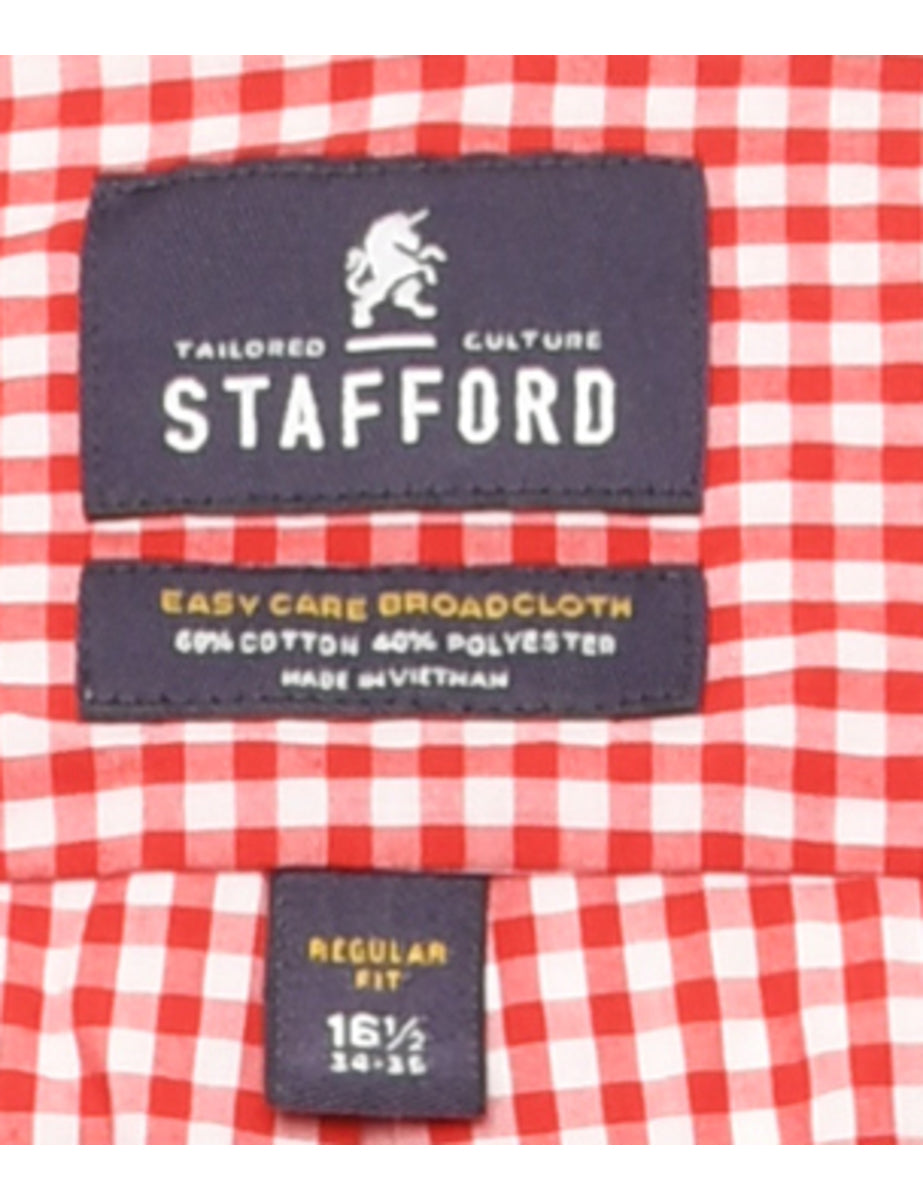 TAILORED CULTURE
STAFFORD
EASY CARE BROADCLOTH
60% COTTON 40% POLYESTER
MADE IN VIETNAM
REGULAR
FIT
16½
34-35